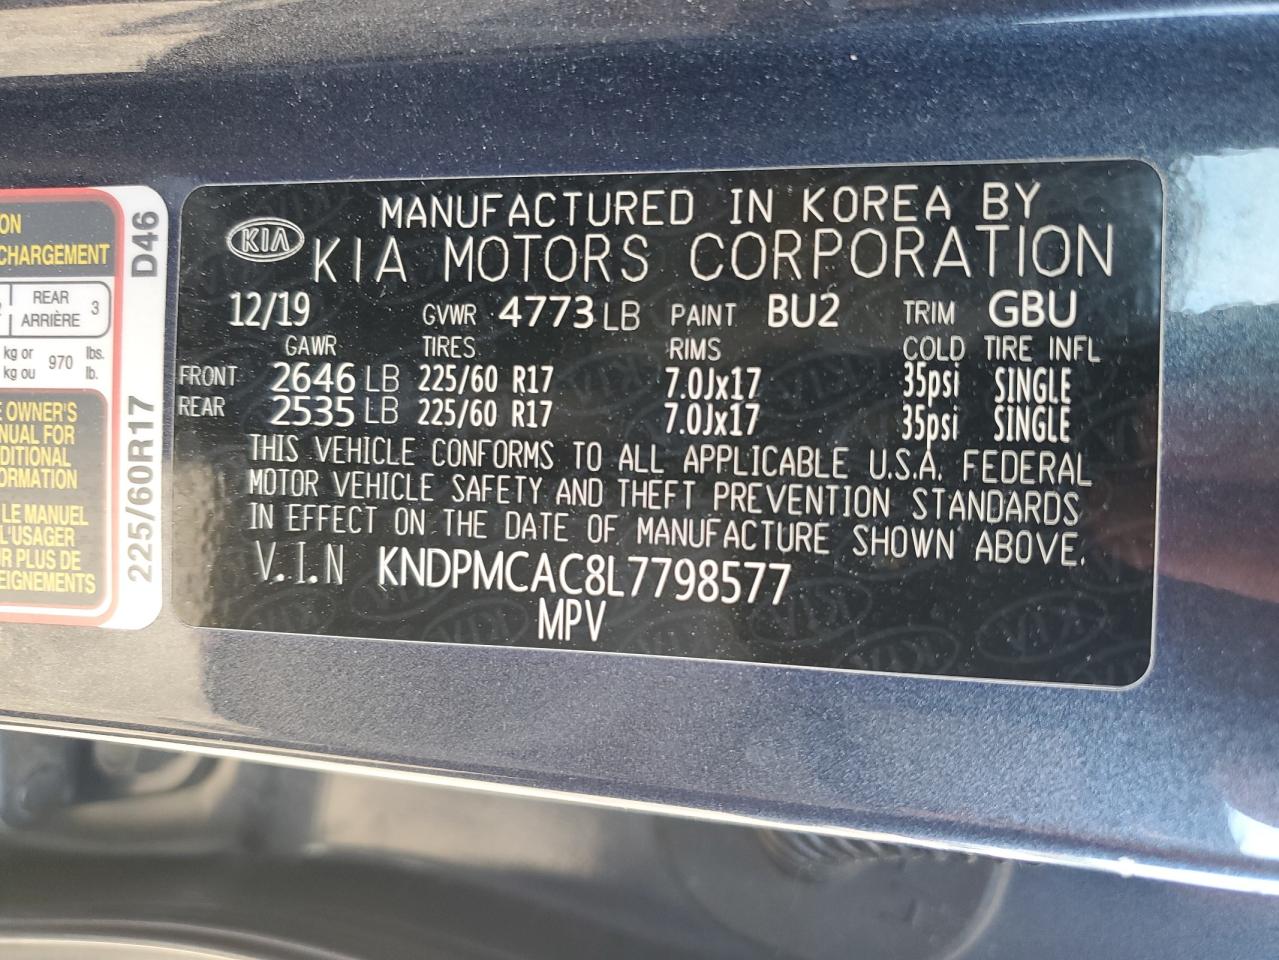 ON
CHARGEMENT
REAR
ARRIÈRE 3
kg or
kg ou 970 lbs.
lb.
E OWNER'S
NUAL FOR
DITIONAL
ORMATION
LE MANUEL
L'USAGER
UR PLUS DE
EIGNEMENTS
225/60R17 D46
MANUFACTURED IN KOREA BY
KIA KIA MOTORS CORPORATION
12/19 GVWR 4773 LB PAINT BU2 TRIM GBU
GAWR TIRES RIMS COLD TIRE INFL
FRONT 2646 LB 225/60 R17 7.0Jx17 35psi SINGLE
REAR 2535 LB 225/60 R17 7.0Jx17 35psi SINGLE
THIS VEHICLE CONFORMS TO ALL APPLICABLE U.S.A. FEDERAL
MOTOR VEHICLE SAFETY AND THEFT PREVENTION STANDARDS
IN EFFECT ON THE DATE OF MANUFACTURE SHOWN ABOVE.
V.I.N KNDPMCAC8L7798577
MPV